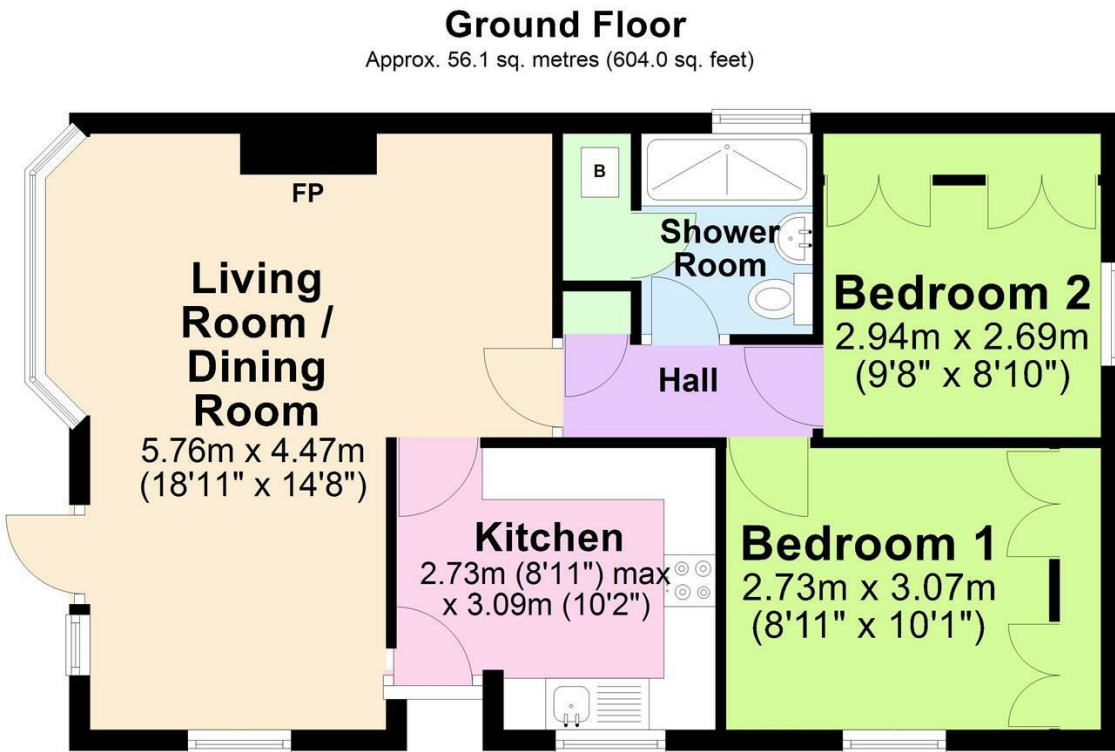 Ground Floor
Approx. 56.1 sq. metres (604.0 sq. feet)
FP
B
Shower
Room
Living
Room /
Dining
Room
5.76m x 4.47m
(18'11" x 14'8")
Bedroom 2
2.94m x 2.69m
(9'8" x 8'10")
Hall
Kitchen
2.73m (8'11") max
x 3.09m (10'2")
Bedroom 1
2.73m x 3.07m
(8'11" x 10'1")